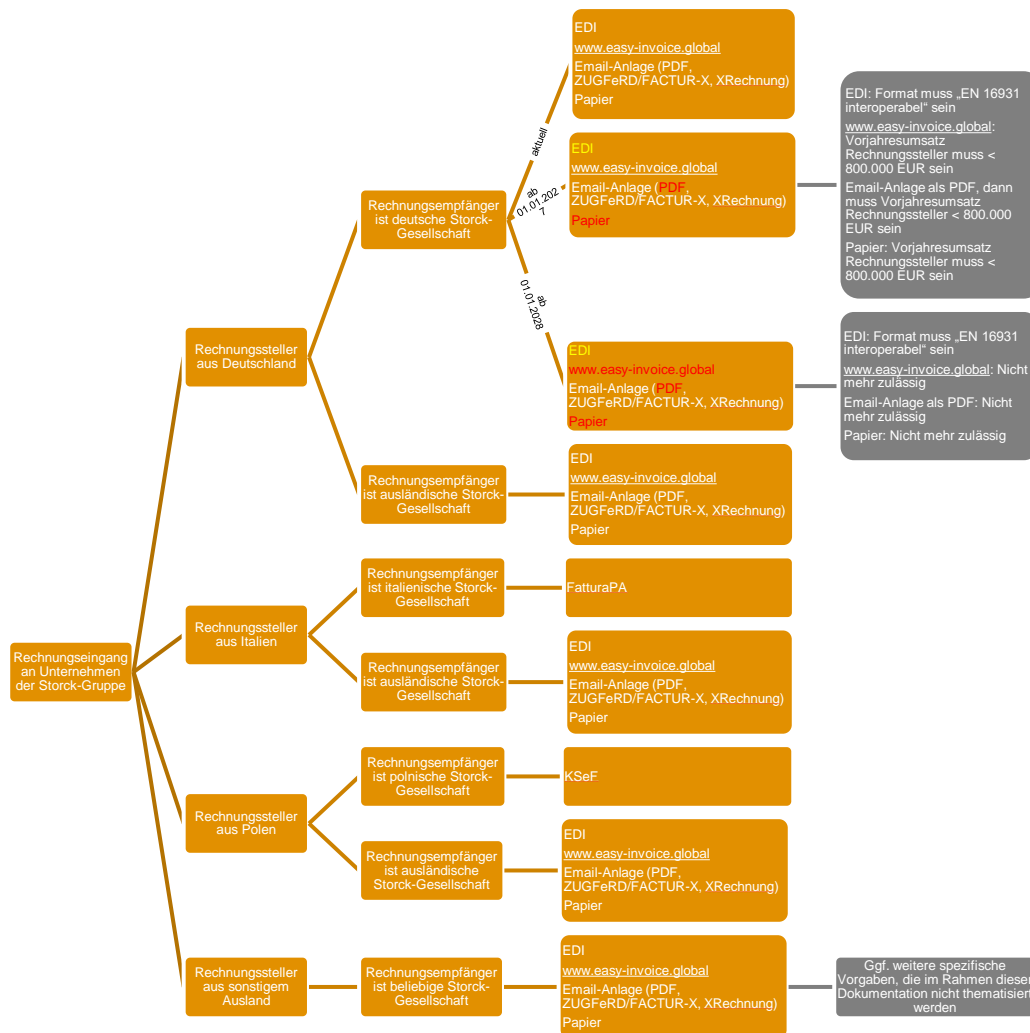 Rechnungseingang
an Unternehmen
der Storck-Gruppe
Rechnungssteller
aus Deutschland
Rechnungsempfänger
ist deutsche Storck-
Gesellschaft
aktuell
EDI
www.easy-invoice.global
Email-Anlage (PDF,
ZUGFeRD/FACTUR-X, XRechnung)
Papier
ab
01.01.202
7
EDI
www.easy-invoice.global
Email-Anlage (PDF,
ZUGFeRD/FACTUR-X, XRechnung)
Papier
EDI: Format muss „EN 16931
interoperabel“ sein
www.easy-invoice.global:
Vorjahresumsatz
Rechnungssteller muss <
800.000 EUR sein
Email-Anlage als PDF, dann
muss Vorjahresumsatz
Rechnungssteller < 800.000
EUR sein
Papier: Vorjahresumsatz
Rechnungssteller muss <
800.000 EUR sein
ab
01.01.2028
EDI
www.easy-invoice.global
Email-Anlage (PDF,
ZUGFeRD/FACTUR-X, XRechnung)
Papier
EDI: Format muss „EN 16931
interoperabel“ sein
www.easy-invoice.global: Nicht
mehr zulässig
Email-Anlage als PDF: Nicht
mehr zulässig
Papier: Nicht mehr zulässig
Rechnungsempfänger
ist ausländische Storck-
Gesellschaft
EDI
www.easy-invoice.global
Email-Anlage (PDF,
ZUGFeRD/FACTUR-X, XRechnung)
Papier
Rechnungssteller
aus Italien
Rechnungsempfänger
ist italienische Storck-
Gesellschaft
FatturaPA
Rechnungsempfänger
ist ausländische Storck-
Gesellschaft
EDI
www.easy-invoice.global
Email-Anlage (PDF,
ZUGFeRD/FACTUR-X, XRechnung)
Papier
Rechnungssteller
aus Polen
Rechnungsempfänger
ist polnische Storck-
Gesellschaft
KSeF
Rechnungsempfänger
ist ausländische
Storck-Gesellschaft
EDI
www.easy-invoice.global
Email-Anlage (PDF,
ZUGFeRD/FACTUR-X, XRechnung)
Papier
Rechnungssteller
aus sonstigem
Ausland
Rechnungsempfänger
ist beliebige Storck-
Gesellschaft
EDI
www.easy-invoice.global
Email-Anlage (PDF,
ZUGFeRD/FACTUR-X, XRechnung)
Papier
Ggf. weitere spezifische
Vorgaben, die im Rahmen dieser
Dokumentation nicht thematisiert
werden